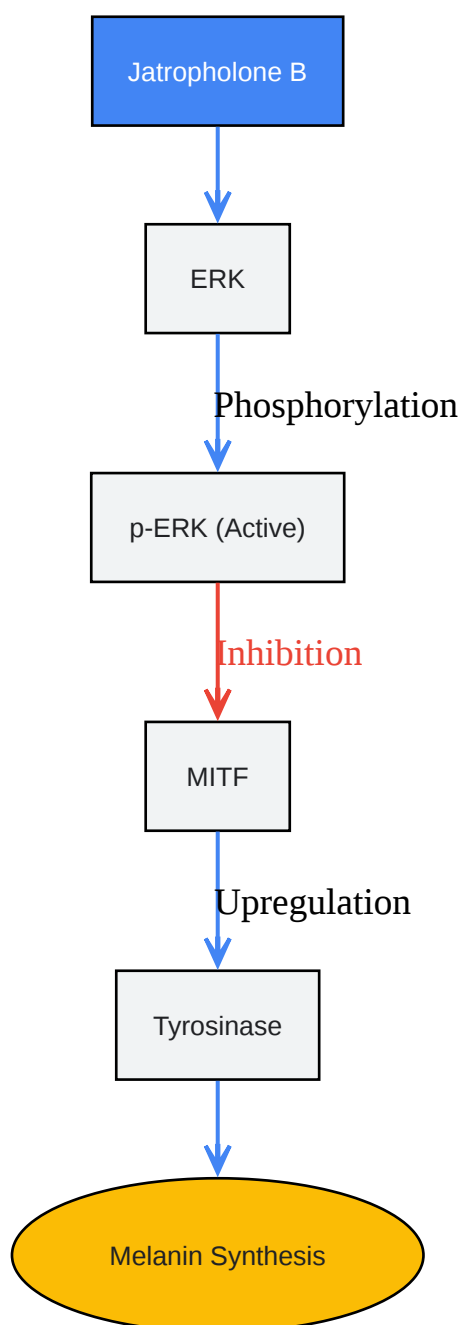 Jatropholone B
ERK
Phosphorylation
p-ERK (Active)
Inhibition
MITF
Upregulation
Tyrosinase
Melanin Synthesis